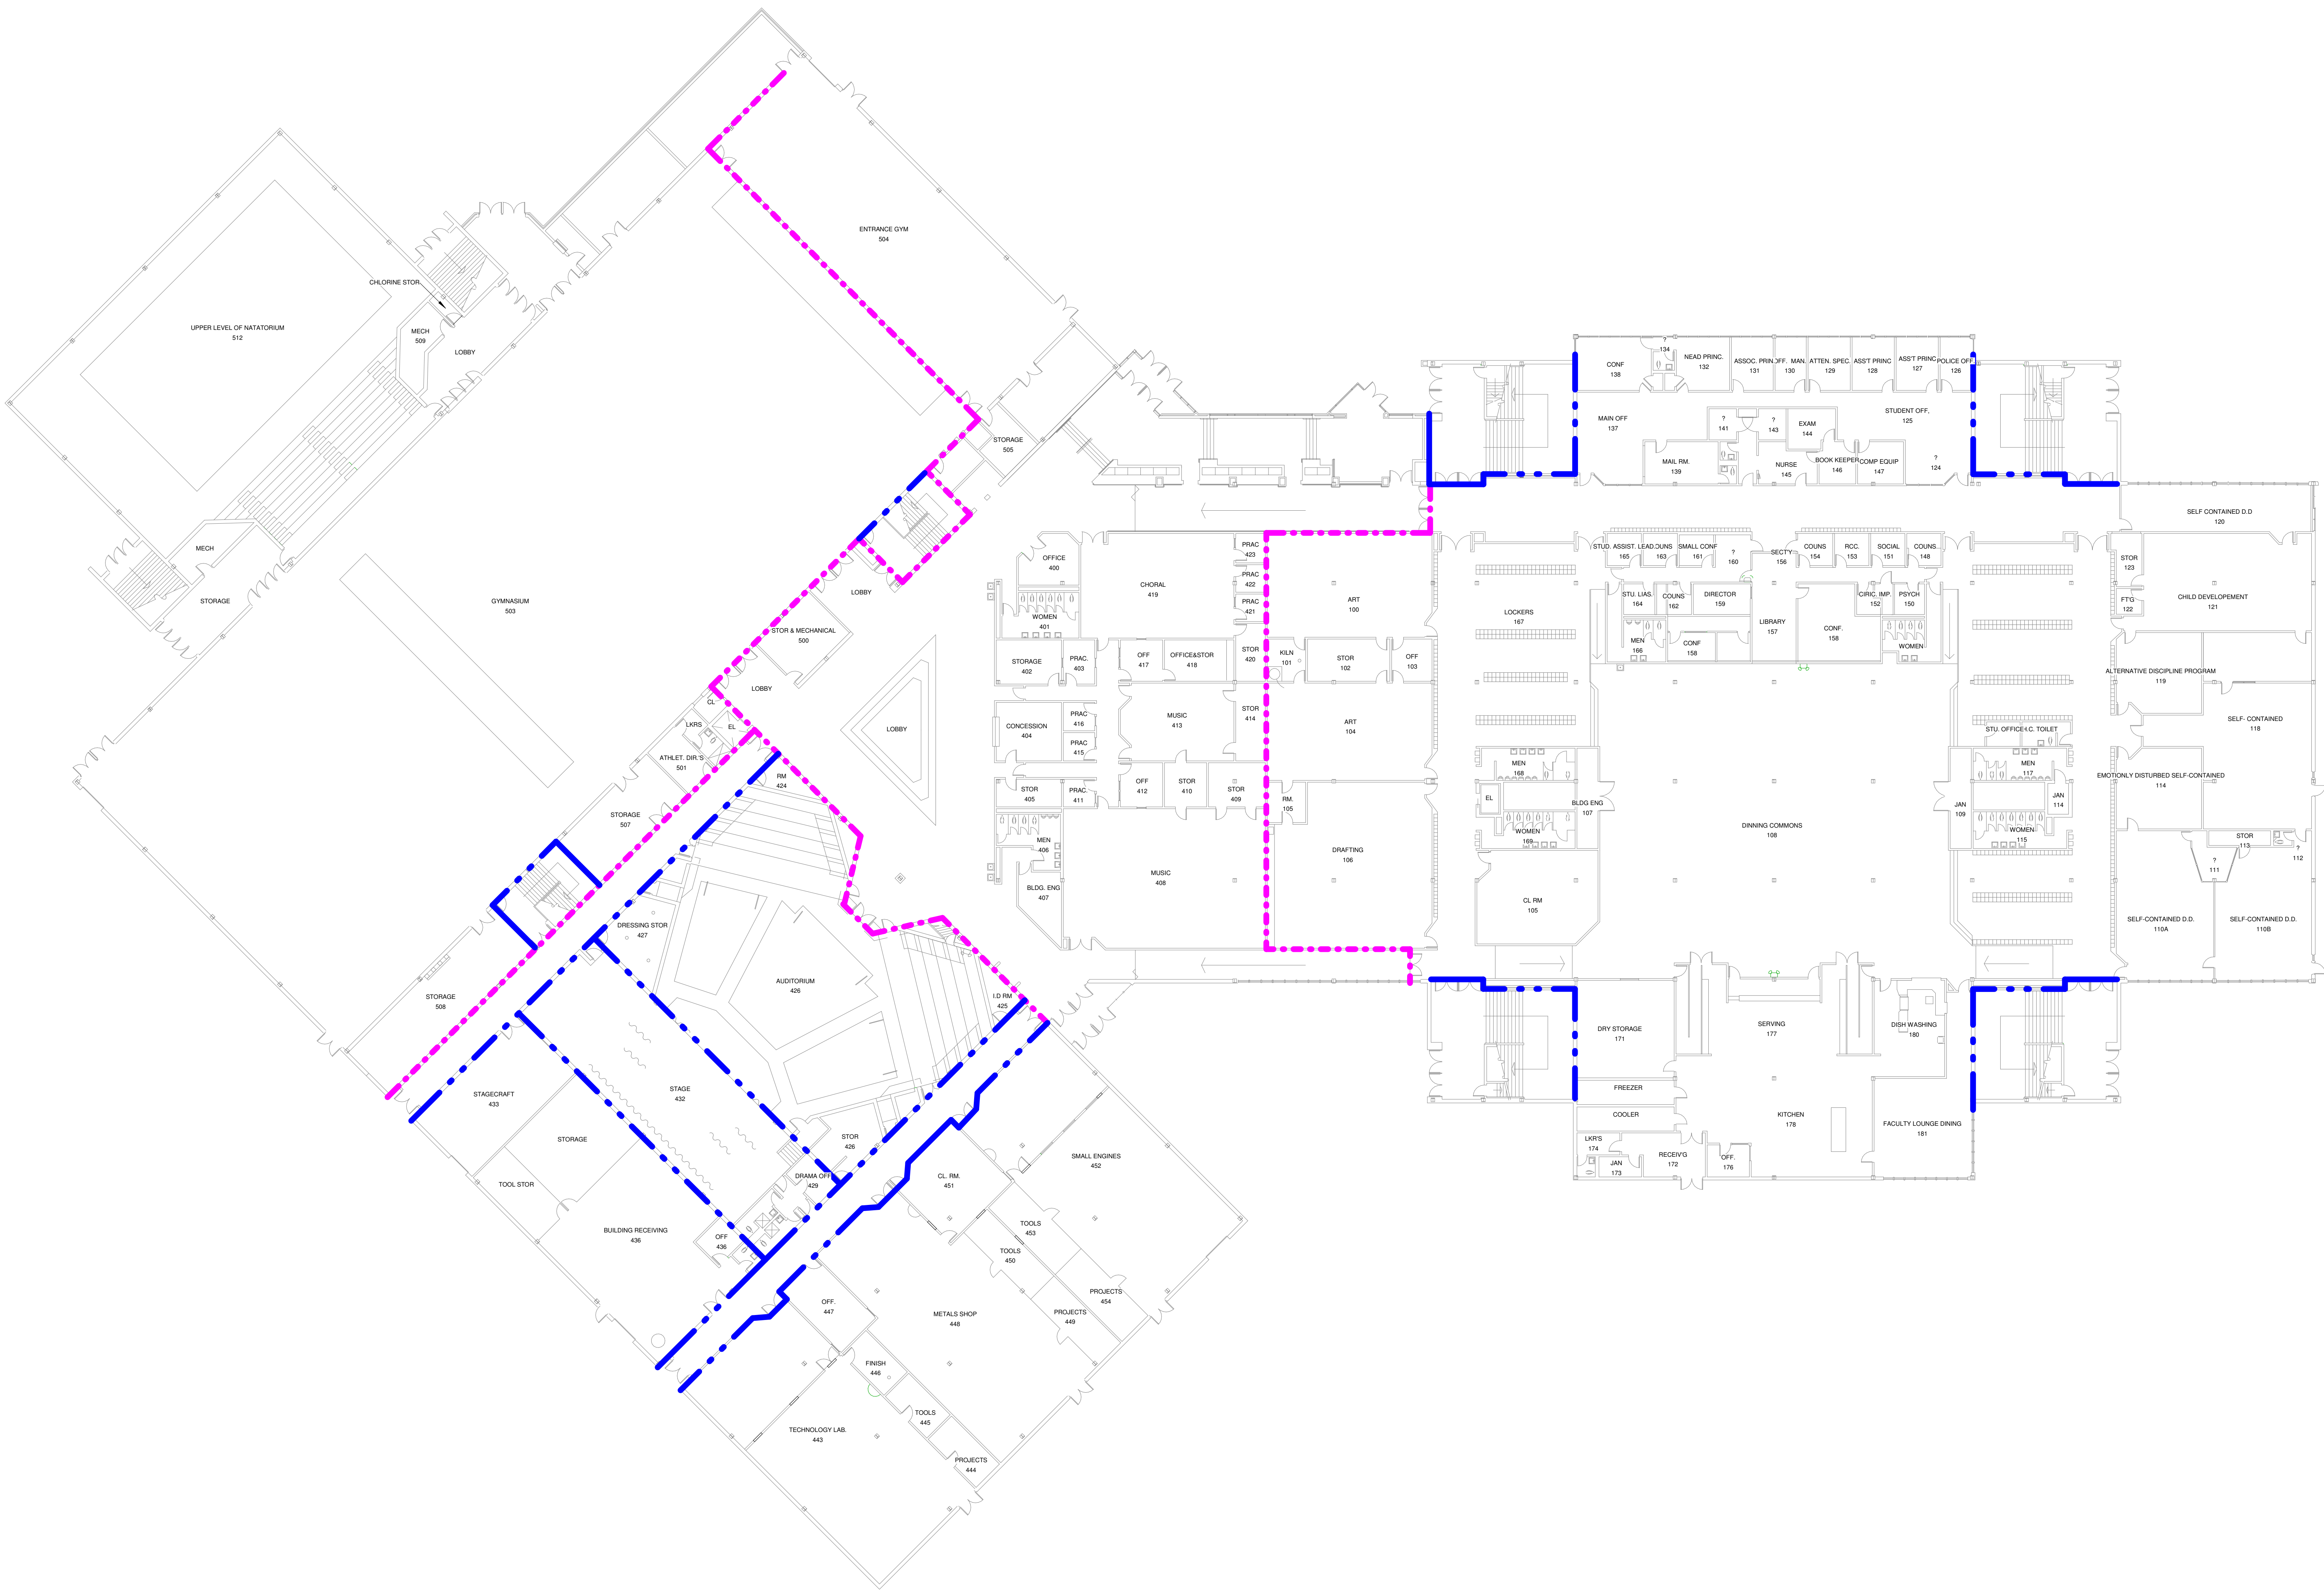 ENTRANCE GYM
504
CHLORINE STOR.
UPPER LEVEL OF NATATORIUM
512
MECH
509
LOBBY
MECH
STORAGE
GYMNASIUM
503
STORAGE
505
LOBBY
STOR & MECHANICAL
500
LOBBY
CL
EL
LKRS
ATHLET. DIR.'S
501
RM
424
LOBBY
STORAGE
507
STORAGE
508
DRESSING STOR
427
AUDITORIUM
426
I.D RM
425
STAGECRAFT
433
STORAGE
TOOL STOR
STAGE
432
BUILDING RECEIVING
436
STOR
426
DRAMA OFF
429
OFF
436
CL. RM.
451
SMALL ENGINES
452
TOOLS
453
TOOLS
450
PROJECTS
454
PROJECTS
449
METALS SHOP
448
OFF.
447
FINISH
446
TOOLS
445
TECHNOLOGY LAB.
443
PROJECTS
444
OFFICE
400
WOMEN
401
STORAGE
402
PRAC.
403
CHORAL
419
PRAC
423
PRAC
422
PRAC
421
OFF
417
OFFICE&STOR
418
STOR
420
CONCESSION
404
PRAC
416
PRAC
415
MUSIC
413
STOR
414
STOR
405
PRAC.
411
OFF
412
STOR
410
STOR
409
MEN
406
BLDG. ENG
407
MUSIC
408
ART
100
KILN
101
STOR
102
OFF
103
ART
104
RM.
105
DRAFTING
106
LOCKERS
167
CONF
138
?
134
NEAD PRINC.
132
ASSOC. PRIN
131
OFF. MAN.
130
ATTEN. SPEC.
129
ASS'T PRINC
128
ASS'T PRINC
127
POLICE OFF
126
MAIN OFF
137
?
141
?
143
EXAM
144
STUDENT OFF,
125
MAIL RM.
139
NURSE
145
BOOK KEEPER
146
COMP EQUIP
147
?
124
STUD. ASSIST. LEAD.
165
COUNS
163
SMALL CONF
161
?
160
SECT'Y
156
COUNS
154
RCC.
153
SOCIAL
151
COUNS
148
STU. LIAS.
164
COUNS
162
DIRECTOR
159
LIBRARY
157
CONF.
158
CIRIC. IMP.
152
PSYCH
150
MEN
166
CONF
158
WOMEN
MEN
168
EL
BLDG ENG
107
WOMEN
169
CL RM
105
DINNING COMMONS
108
JAN
109
STU. OFFICE
H.C. TOILET
MEN
117
JAN
114
WOMEN
115
SELF CONTAINED D.D
120
STOR
123
FT'G
122
CHILD DEVELOPEMENT
121
ALTERNATIVE DISCIPLINE PROGRAM
119
SELF- CONTAINED
118
EMOTIONLY DISTURBED SELF-CONTAINED
114
STOR
113
?
112
?
111
SELF-CONTAINED D.D.
110A
SELF-CONTAINED D.D.
110B
DRY STORAGE
171
SERVING
177
DISH WASHING
180
FREEZER
COOLER
KITCHEN
178
FACULTY LOUNGE DINING
181
LKR'S
174
JAN
173
RECEIV'G
172
OFF.
176